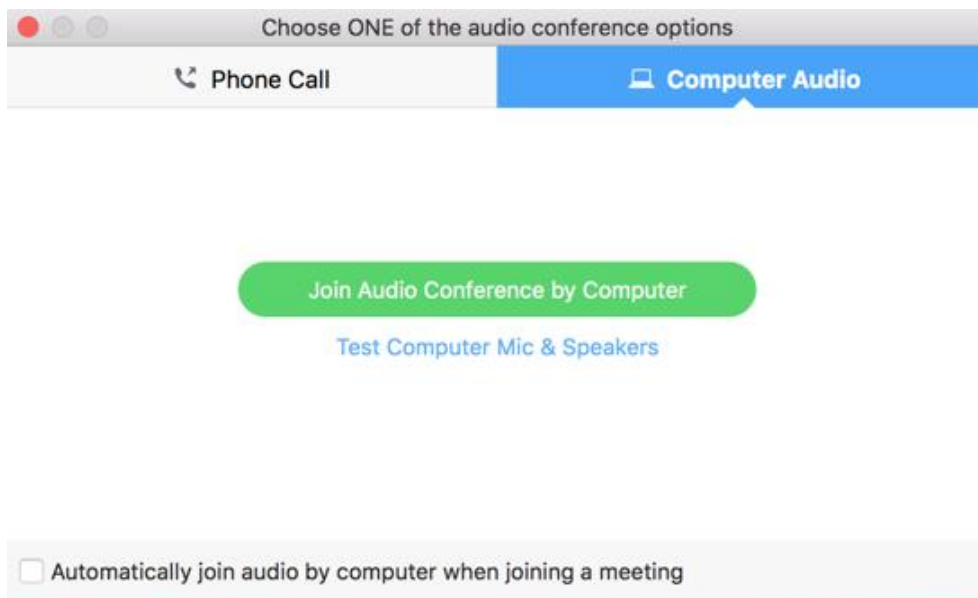 Choose ONE of the audio conference options
Phone Call
Computer Audio
Join Audio Conference by Computer
Test Computer Mic & Speakers
Automatically join audio by computer when joining a meeting